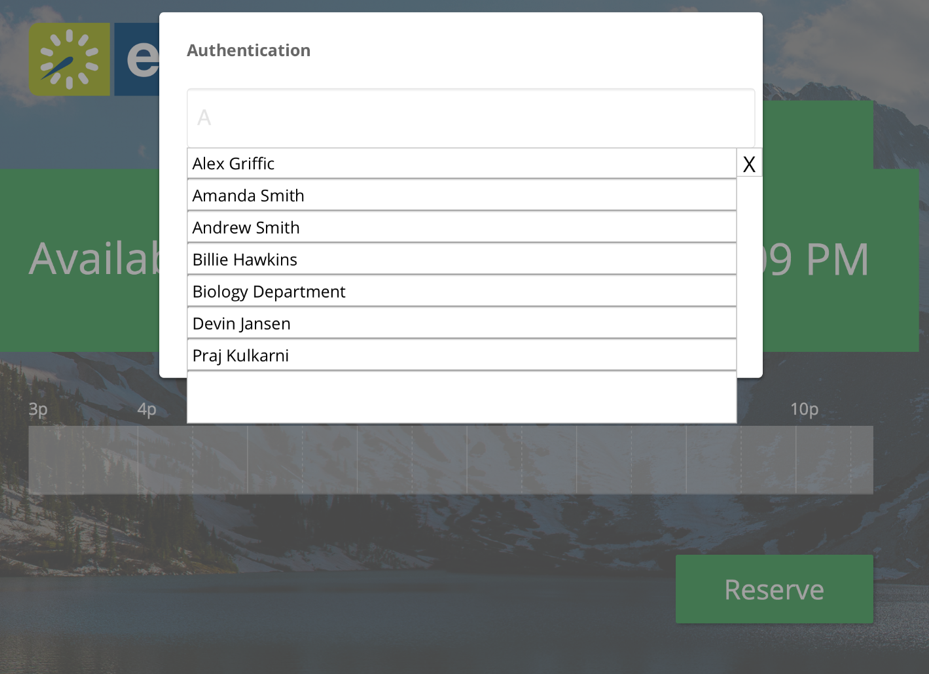 Authentication
e
A
Alex Griffic
X
Amanda Smith
Andrew Smith
Billie Hawkins
Biology Department
Devin Jansen
Praj Kulkarni
09 PM
3p
4p
10p
Reserve